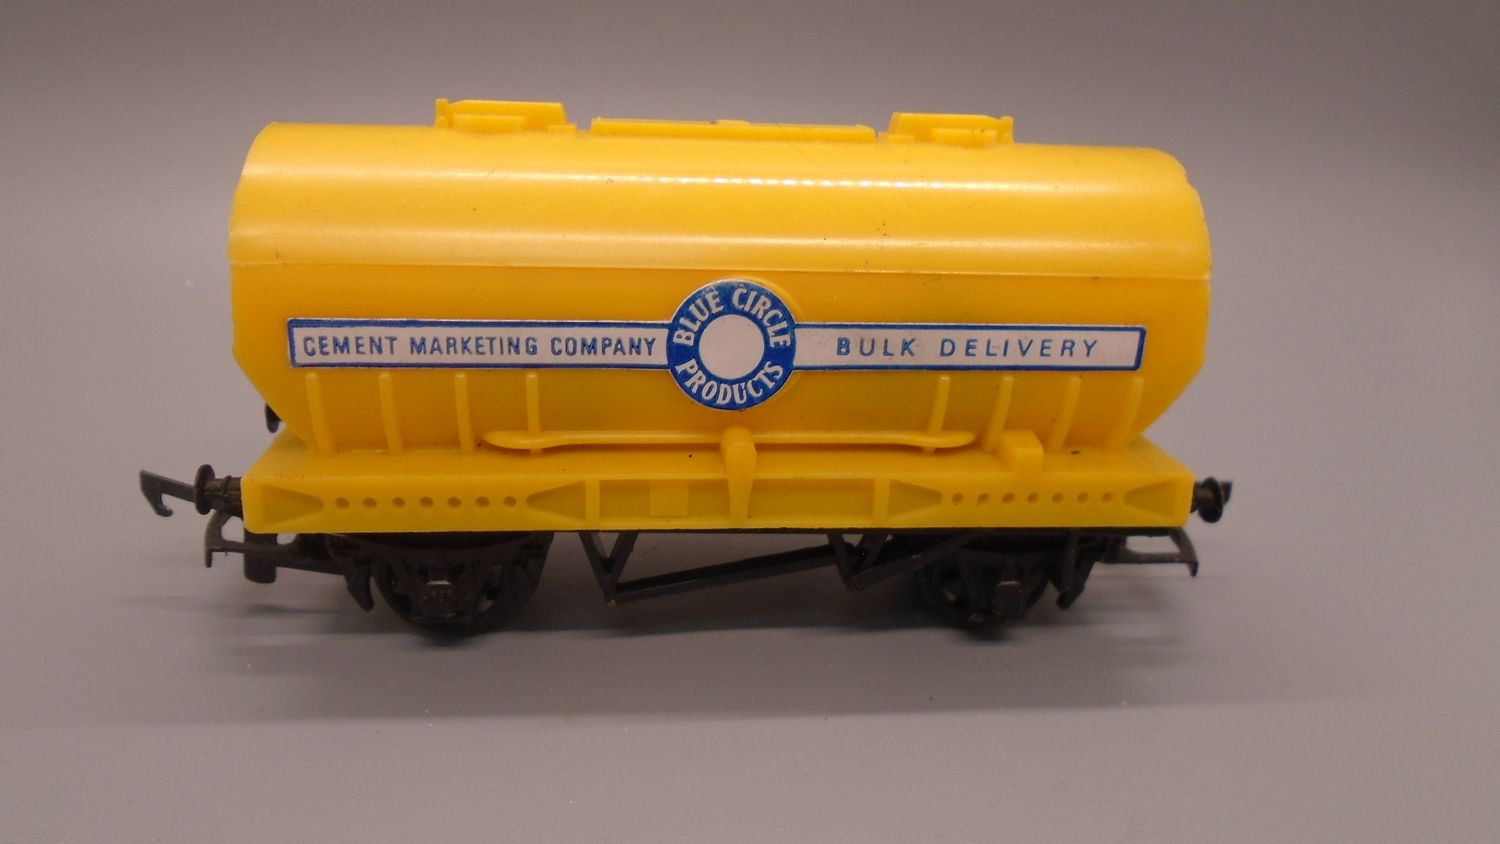 CEMENT MARKETING COMPANY
BLUE CIRCLE
PRODUCTS
BULK DELIVERY